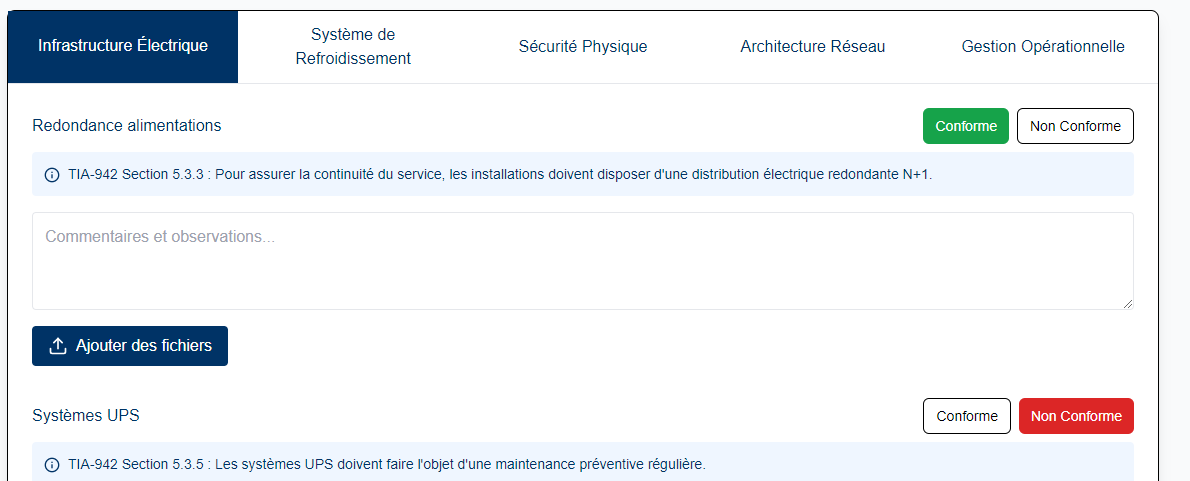 Infrastructure Électrique
Système de
Refroidissement
Sécurité Physique
Architecture Réseau
Gestion Opérationnelle
Redondance alimentations
Conforme
Non Conforme
TIA-942 Section 5.3.3 : Pour assurer la continuité du service, les installations doivent disposer d'une distribution électrique redondante N+1.
Commentaires et observations...
Ajouter des fichiers
Systèmes UPS
Conforme
Non Conforme
TIA-942 Section 5.3.5 : Les systèmes UPS doivent faire l'objet d'une maintenance préventive régulière.